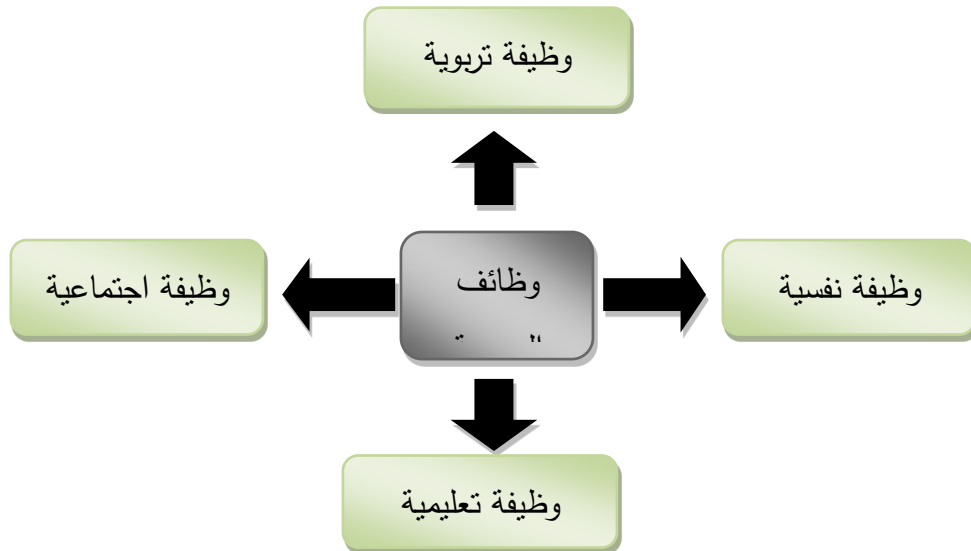 وظيفة تربوية
وظيفة اجتماعية
وظائف
وظيفة نفسية
وظيفة تعليمية